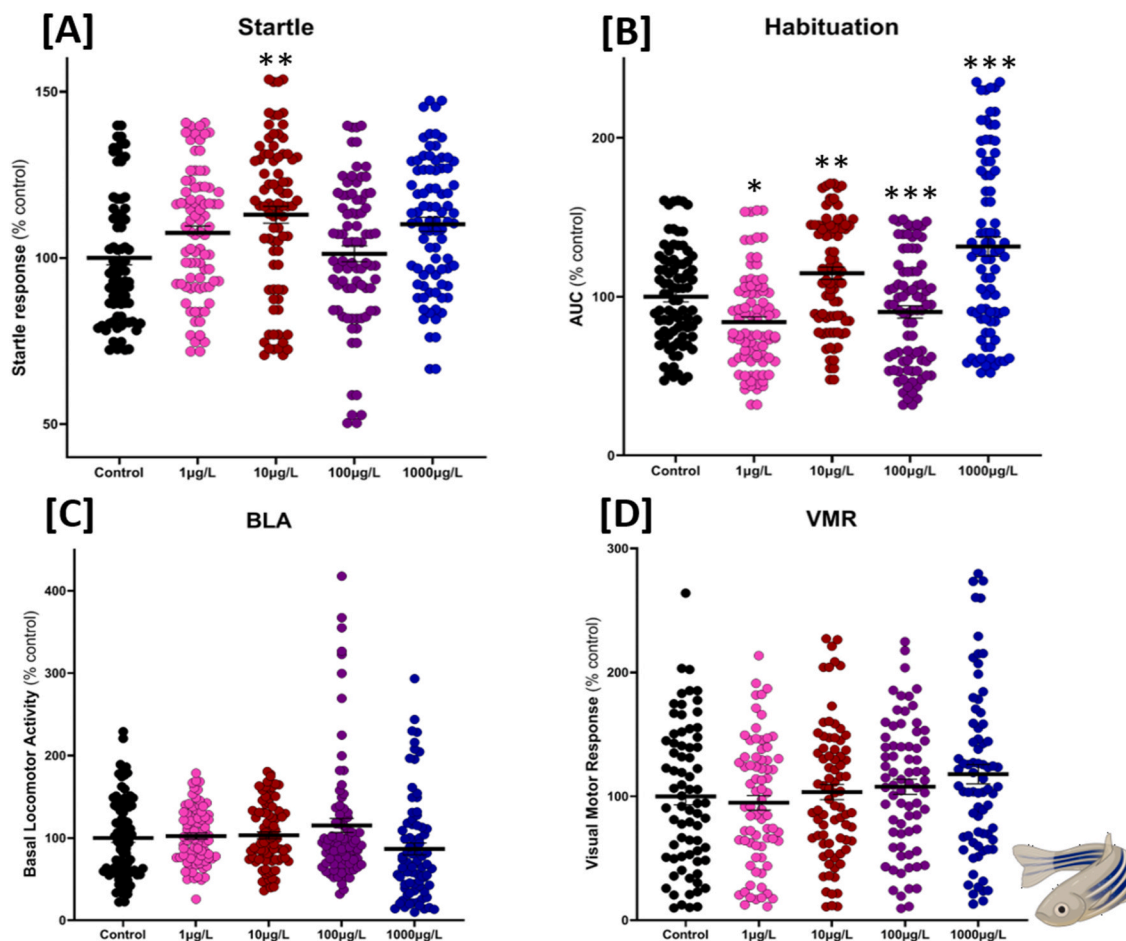 [A]
Startle
**
Startle response (% control)
150
100
50
Control 1µg/L 10µg/L 100µg/L 1000µg/L
[B]
Habituation
* ** *** ***
AUC (% control)
200
100
0
Control 1µg/L 10µg/L 100µg/L 1000µg/L
[C]
BLA
Basal Locomotor Activity (% control)
400
300
200
100
0
Control 1µg/L 10µg/L 100µg/L 1000µg/L
[D]
VMR
Visual Motor Response (% control)
300
200
100
0
Control 1µg/L 10µg/L 100µg/L 1000µg/L